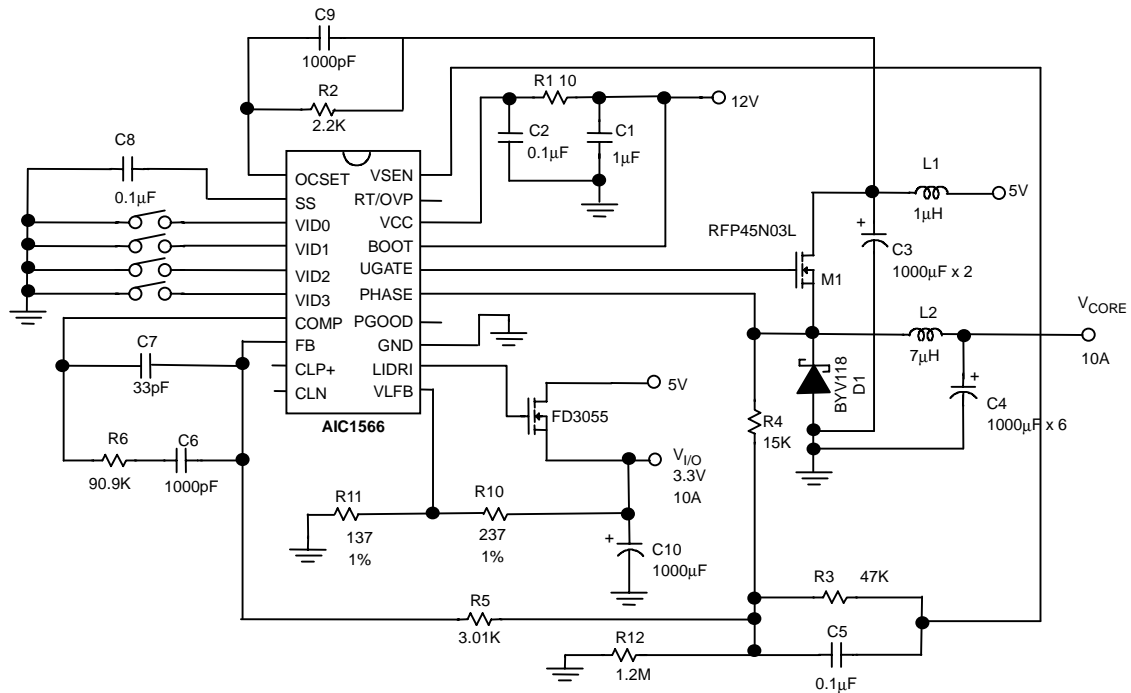 C9
1000pF
R2
2.2K
R1 10
12V
C2
0.1µF
C1
1µF
C8
0.1µF
OCSET
SS
VID0
VID1
VID2
VID3
COMP
FB
CLP+
CLN
VSEN
RT/OVP
VCC
BOOT
UGATE
PHASE
PGOOD
GND
LIDRI
VLFB
AIC1566
L1
1µH
5V
RFP45N03L
M1
+
C3
1000µF x 2
L2
7µH
VCORE
10A
BYV118
D1
+
C4
1000µF x 6
C7
33pF
R6
90.9K
C6
1000pF
5V
FD3055
VI/O
3.3V
10A
R4
15K
R11
137
1%
R10
237
1%
+
C10
1000µF
R5
3.01K
R3 47K
R12
1.2M
C5
0.1µF